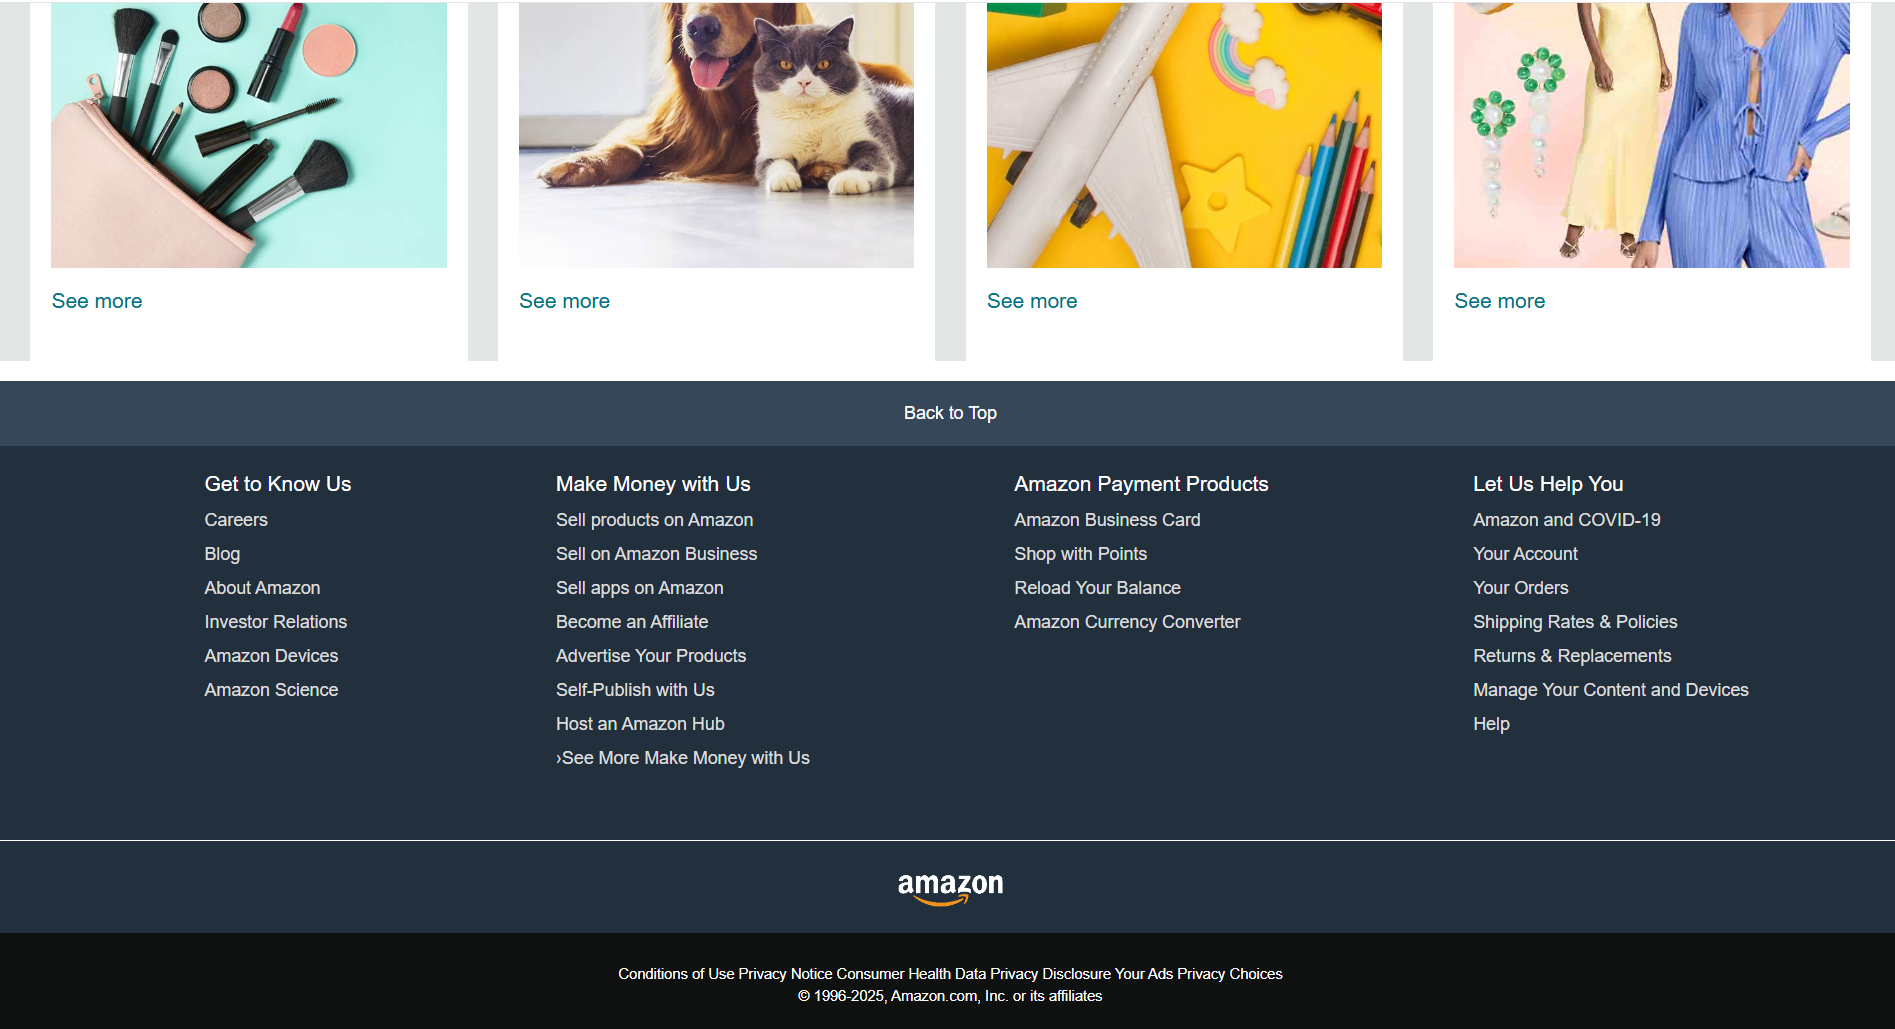 See more
See more
See more
See more
Back to Top
Get to Know Us
Careers
Blog
About Amazon
Investor Relations
Amazon Devices
Amazon Science
Make Money with Us
Sell products on Amazon
Sell on Amazon Business
Sell apps on Amazon
Become an Affiliate
Advertise Your Products
Self-Publish with Us
Host an Amazon Hub
›See More Make Money with Us
Amazon Payment Products
Amazon Business Card
Shop with Points
Reload Your Balance
Amazon Currency Converter
Let Us Help You
Amazon and COVID-19
Your Account
Your Orders
Shipping Rates & Policies
Returns & Replacements
Manage Your Content and Devices
Help
amazon
Conditions of Use Privacy Notice Consumer Health Data Privacy Disclosure Your Ads Privacy Choices
© 1996-2025, Amazon.com, Inc. or its affiliates